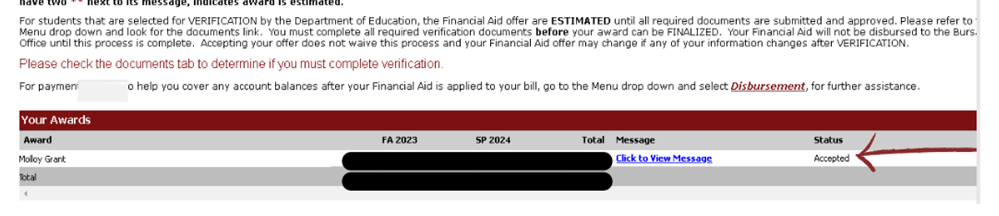 have two ** next to its message, indicates award is estimated.
For students that are selected for VERIFICATION by the Department of Education, the Financial Aid offer are ESTIMATED until all required documents are submitted and approved. Please refer to
Menu drop down and look for the documents link. You must complete all required verification documents before your award can be FINALIZED. Your Financial Aid will not be disbursed to the Burs
Office until this process is complete. Accepting your offer does not waive this process and your Financial Aid offer may change if any of your information changes after VERIFICATION.
Please check the documents tab to determine if you must complete verification.
For payment o help you cover any account balances after your Financial Aid is applied to your bill, go to the Menu drop down and select Disbursement, for further assistance.
Your Awards
Award FA 2023 SP 2024 Total Message Status
Molloy Grant Click to View Message Accepted
Total